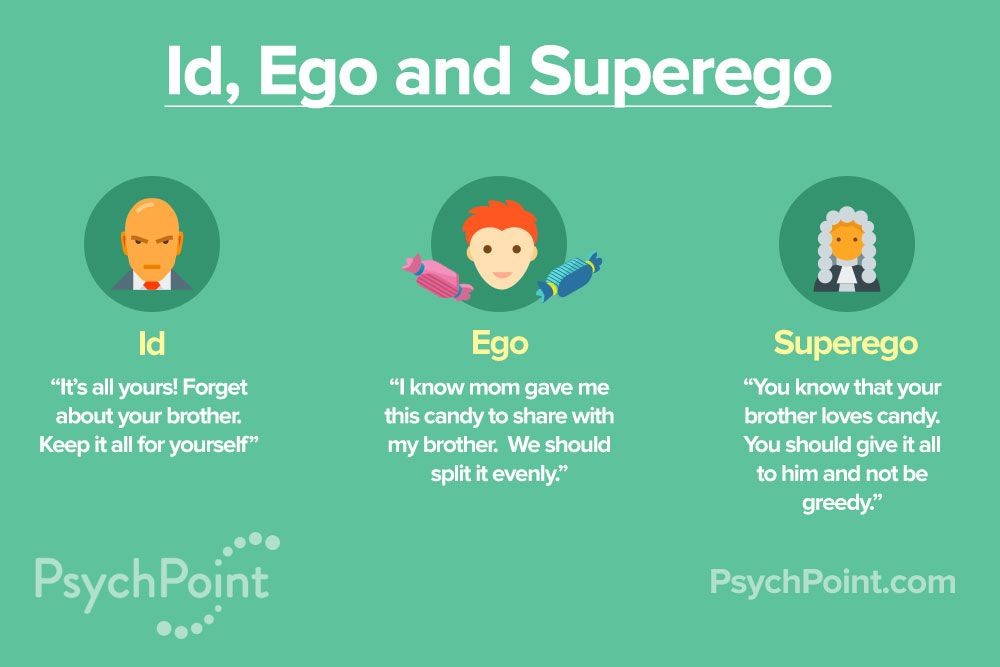 Id, Ego and Superego
Id
“It’s all yours! Forget
about your brother.
Keep it all for yourself”
Ego
“I know mom gave me
this candy to share with
my brother.  We should
split it evenly.”
Superego
“You know that your
brother loves candy.
You should give it all
to him and not be
greedy.”
PsychPoint
PsychPoint.com